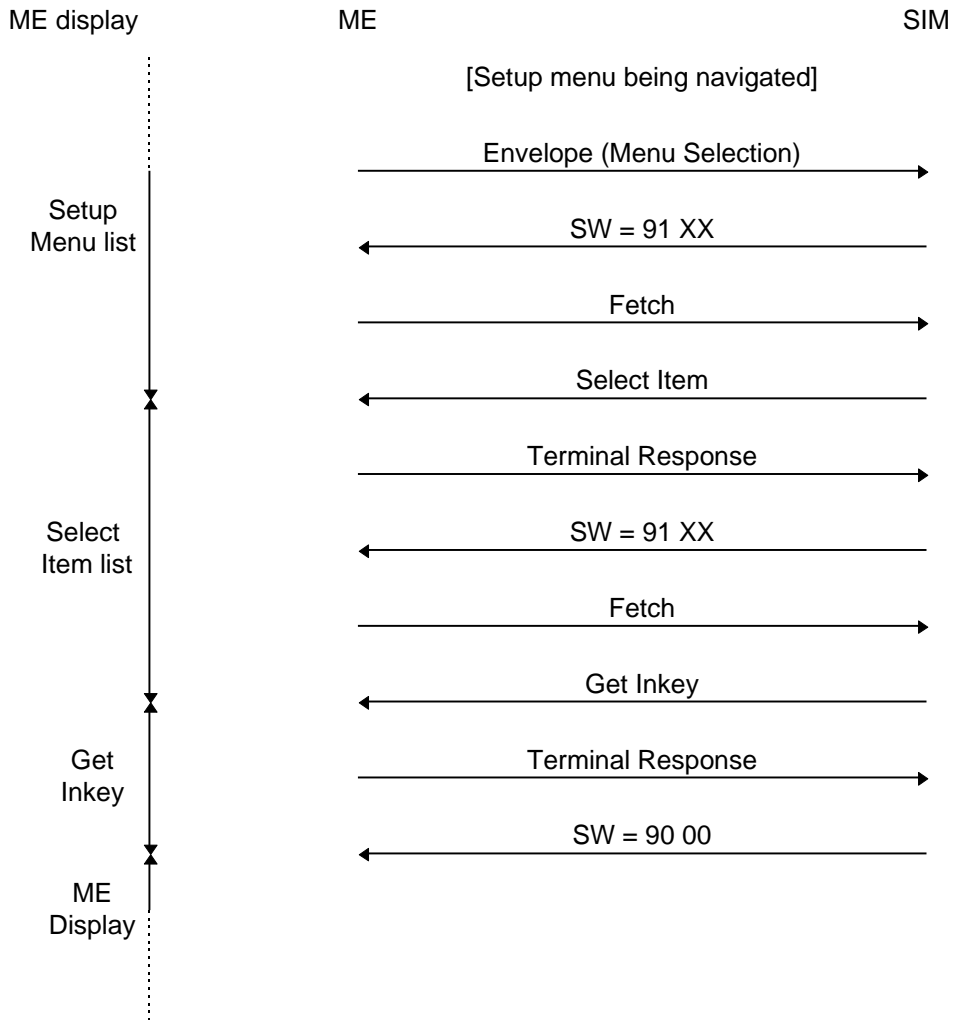 ME display ME SIM
[Setup menu being navigated]
Envelope (Menu Selection)
Setup
Menu list
SW = 91 XX
Fetch
Select Item
Terminal Response
Select
Item list
SW = 91 XX
Fetch
Get Inkey
Get
Inkey
Terminal Response
SW = 90 00
ME
Display